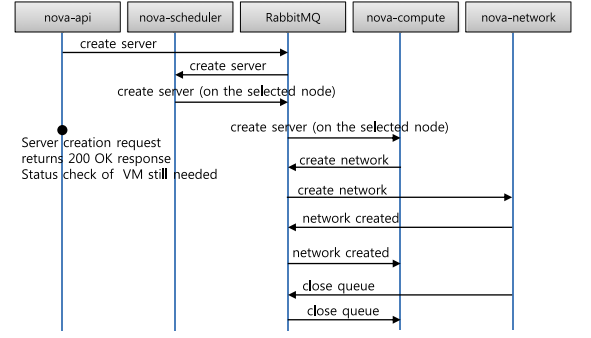 nova-api
nova-scheduler
RabbitMQ
nova-compute
nova-network
create server
create server
create server (on the selected node)
create server (on the selected node)
Server creation request
returns 200 OK response
Status check of VM still needed
create network
create network
network created
network created
close queue
close queue